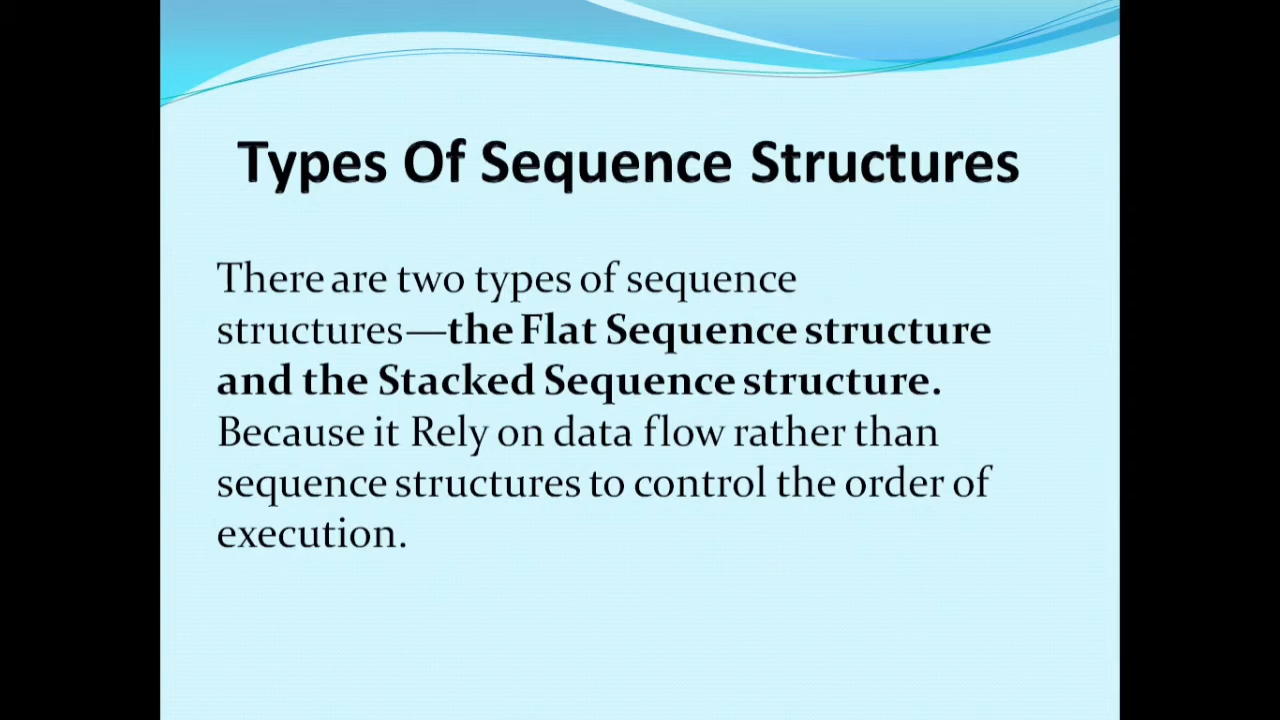 Types Of Sequence Structures
There are two types of sequence
structures—the Flat Sequence structure
and the Stacked Sequence structure.
Because it Rely on data flow rather than
sequence structures to control the order of
execution.